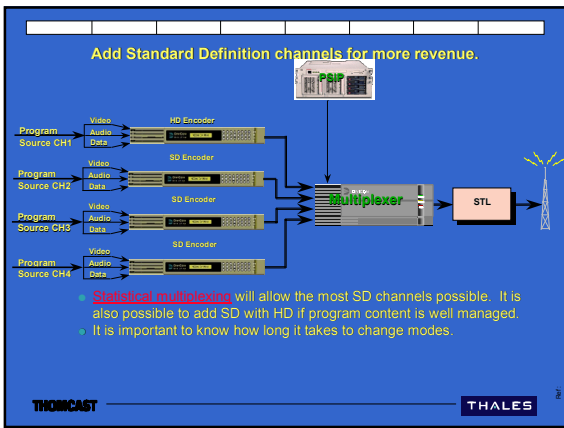 Add Standard Definition channels for more revenue.
PSIP
HD Encoder
Program
Source CH1
Video
Audio
Data
SD Encoder
Program
Source CH2
Video
Audio
Data
SD Encoder
Program
Source CH3
Video
Audio
Data
SD Encoder
Program
Source CH4
Video
Audio
Data
Multiplexer
STL
Statistical multiplexing will allow the most SD channels possible. It is
also possible to add SD with HD if program content is well managed.
It is important to know how long it takes to change modes.
THOMCAST
THALES
Ref.